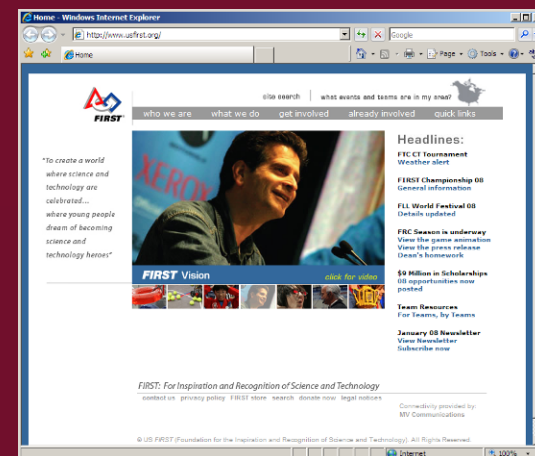 Home - Windows Internet Explorer
http://www.usfirst.org/
Google
Home
Page
Tools
FIRST
site search
what events and teams are in my area?
who we are
what we do
get involved
already involved
quick links
"To create a world
where science and
technology are
celebrated...
where young people
dream of becoming
science and
technology heroes"
XEROX
FIRST Vision
click for video
Headlines:
FTC CT Tournament
Weather alert
FIRST Championship 08
General information
FLL World Festival 08
Details updated
FRC Season is underway
View the game animation
View the press release
Dean's homework
$9 Million in Scholarships
08 opportunities now
posted
Team Resources
For Teams, by Teams
January 08 Newsletter
View Newsletter
Subscribe now
FIRST: For Inspiration and Recognition of Science and Technology
contact us privacy policy FIRST store search donate now legal notices
Connectivity provided by:
MV Communications
© US FIRST (Foundation for the Inspiration and Recognition of Science and Technology). All Rights Reserved.
Internet
100%